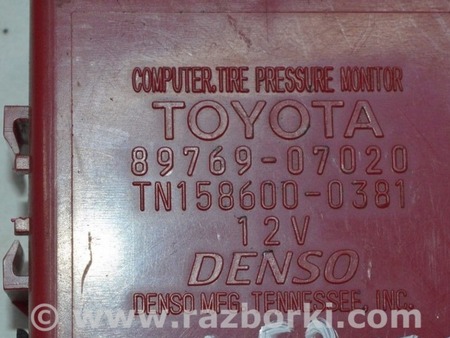 COMPUTER,TIRE PRESSURE MONITOR
TOYOTA
89769-07020
TN158600-0381
12V
DENSO
DENSO MFG. TENNESSEE, INC.
www.razborki.com